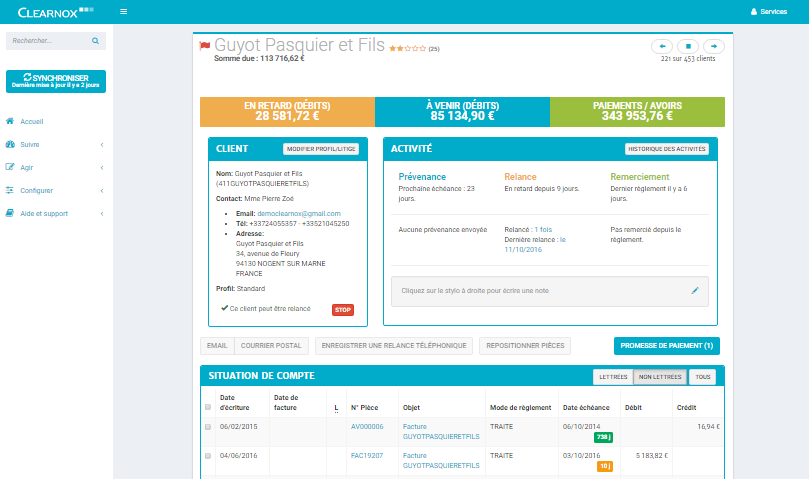 CLEARNOX
Services
Rechercher...
SYNCHRONISER
Dernière mise à jour il y a 2 jours
Accueil
Suivre
Agir
Configurer
Aide et support
Guyot Pasquier et Fils (25)
Somme due : 113 716,62 €
221 sur 453 clients
EN RETARD (DÉBITS)
28 581,72 €
À VENIR (DÉBITS)
85 134,90 €
PAIEMENTS / AVOIRS
343 953,76 €
CLIENT
MODIFIER PROFIL/LITIGE
Nom: Guyot Pasquier et Fils
(411GUYOTPASQUIERETFILS)
Contact: Mme Pierre Zoé
Email: democlearnox@gmail.com
Tél: +33724055357 - +33521045250
Adresse:
Guyot Pasquier et Fils
34, avenue de Fleury
94130 NOGENT SUR MARNE
FRANCE
Profil: Standard
Ce client peut être relancé
STOP
ACTIVITÉ
HISTORIQUE DES ACTIVITÉS
Prévenance
Prochaine échéance : 23
jours.
Relance
En retard depuis 9 jours.
Remerciement
Dernier règlement il y a 6
jours.
Aucune prévenance envoyée
Relancé : 1 fois
Dernière relance : le
11/10/2016
Pas remercié depuis le
règlement.
Cliquez sur le stylo à droite pour écrire une note
EMAIL
COURRIER POSTAL
ENREGISTRER UNE RELANCE TÉLÉPHONIQUE
REPOSITIONNER PIÈCES
PROMESSE DE PAIEMENT (1)
SITUATION DE COMPTE
LETTRÉES
NON LETTRÉES
TOUS
Date
d'écriture
Date de
facture
L
N° Pièce
Objet
Mode de règlement
Date échéance
Débit
Crédit
06/02/2015
AV000006
Facture
GUYOTPASQUIERETFILS
TRAITE
06/10/2014
738 j
16,94 €
04/06/2016
FAC19207
Facture
GUYOTPASQUIERETFILS
TRAITE
03/10/2016
10 j
5 183,82 €